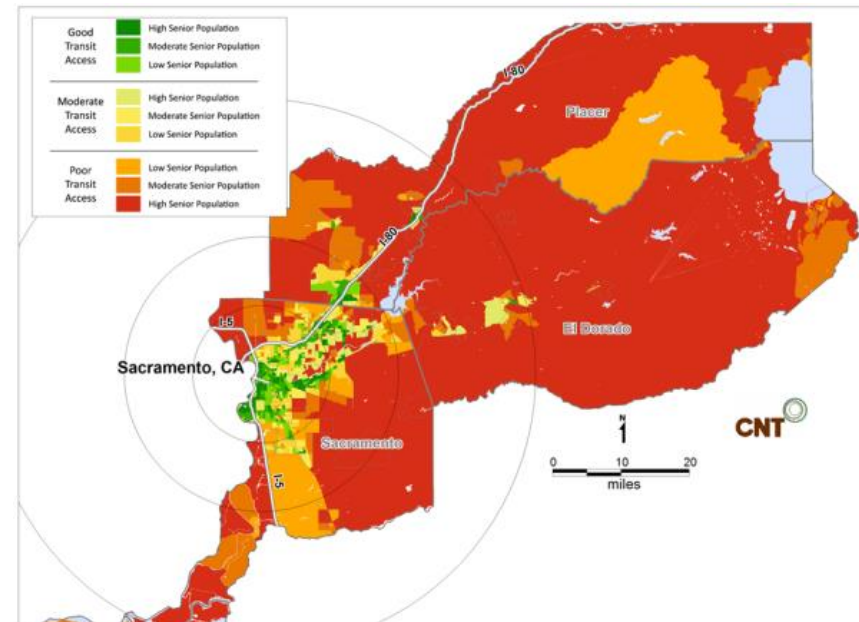 Good
Transit
Access
High Senior Population
Moderate Senior Population
Low Senior Population
Moderate
Transit
Access
High Senior Population
Moderate Senior Population
Low Senior Population
Poor
Transit
Access
Low Senior Population
Moderate Senior Population
High Senior Population
I-80
Placer
I-80
I-5
Sacramento, CA
El Dorado
Sacramento
I-5
N
CNT
0 10 20
miles